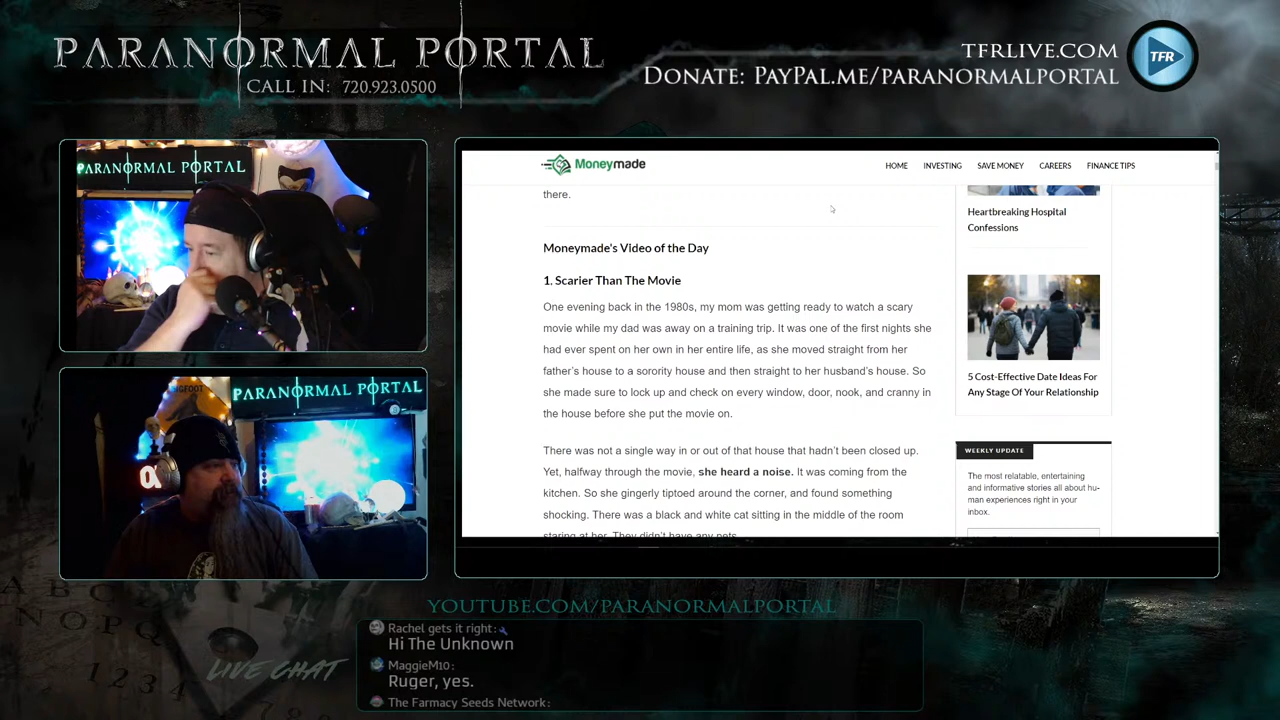 PARANORMAL PORTAL
CALL IN: 720.923.0500
TFRLIVE.COM
DONATE: PAYPAL.ME/PARANORMALPORTAL
TFR
PARANORMAL PORTAL
PARANORMAL PORTAL
Moneymade
HOME INVESTING SAVE MONEY CAREERS FINANCE TIPS
there.
Moneymade's Video of the Day
1. Scarier Than The Movie
One evening back in the 1980s, my mom was getting ready to watch a scary
movie while my dad was away on a training trip. It was one of the first nights she
had ever spent on her own in her entire life, as she moved straight from her
father's house to a sorority house and then straight to her husband's house. So
she made sure to lock up and check on every window, door, nook, and cranny in
the house before she put the movie on.
There was not a single way in or out of that house that hadn't been closed up.
Yet, halfway through the movie, she heard a noise. It was coming from the
kitchen. So she gingerly tiptoed around the corner, and found something
shocking. There was a black and white cat sitting in the middle of the room
staring at her. They didn't have any pets.
Heartbreaking Hospital
Confessions
5 Cost-Effective Date Ideas For
Any Stage Of Your Relationship
WEEKLY UPDATE
The most relatable, entertaining
and informative stories all about hu-
man experiences right in your
inbox.
YOUTUBE.COM/PARANORMALPORTAL
LIVE CHAT
Rachel gets it right:
Hi The Unknown
MaggieM10:
Ruger, yes.
The Farmacy Seeds Network: